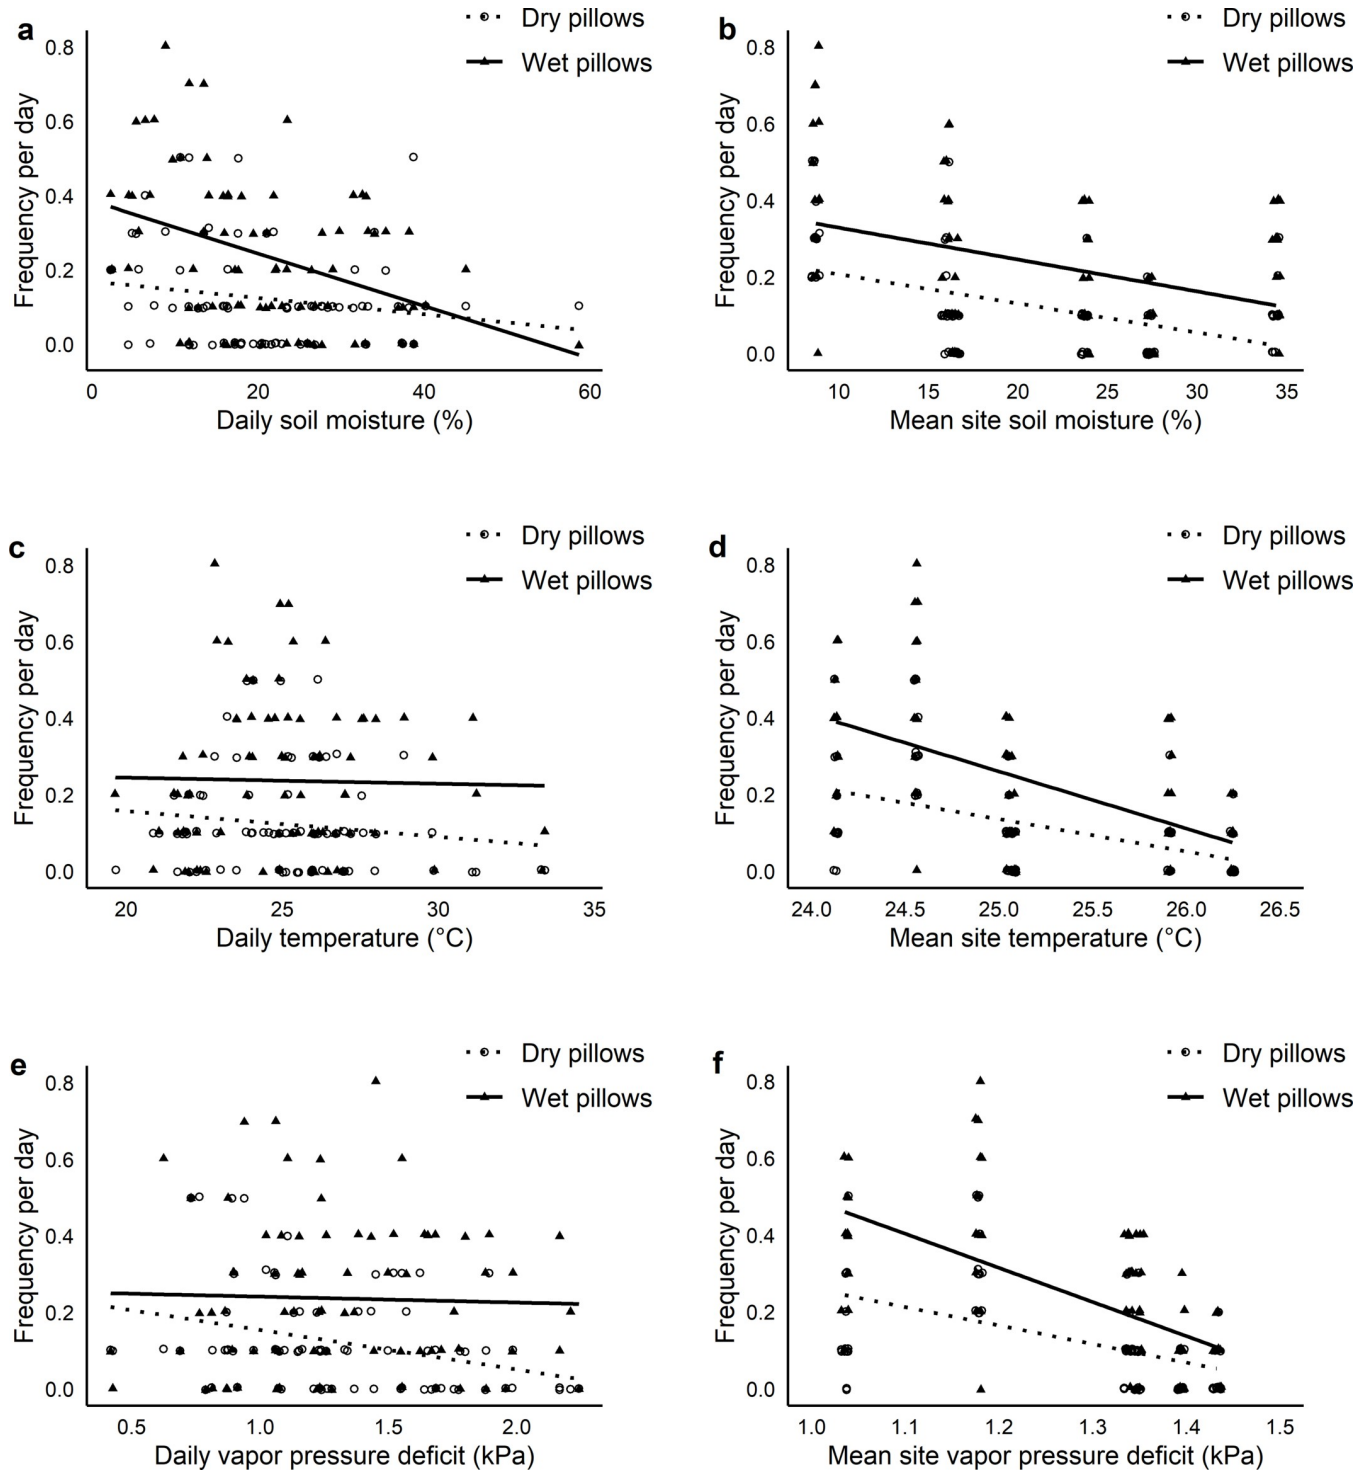 a
Dry pillows
Wet pillows
Frequency per day
0.8
0.6
0.4
0.2
0.0
0 20 40 60
Daily soil moisture (%)
b
Dry pillows
Wet pillows
Frequency per day
0.8
0.6
0.4
0.2
0.0
10 15 20 25 30 35
Mean site soil moisture (%)
c
Dry pillows
Wet pillows
Frequency per day
0.8
0.6
0.4
0.2
0.0
20 25 30 35
Daily temperature (°C)
d
Dry pillows
Wet pillows
Frequency per day
0.8
0.6
0.4
0.2
0.0
24.0 24.5 25.0 25.5 26.0 26.5
Mean site temperature (°C)
e
Dry pillows
Wet pillows
Frequency per day
0.8
0.6
0.4
0.2
0.0
0.5 1.0 1.5 2.0
Daily vapor pressure deficit (kPa)
f
Dry pillows
Wet pillows
Frequency per day
0.8
0.6
0.4
0.2
0.0
1.0 1.1 1.2 1.3 1.4 1.5
Mean site vapor pressure deficit (kPa)